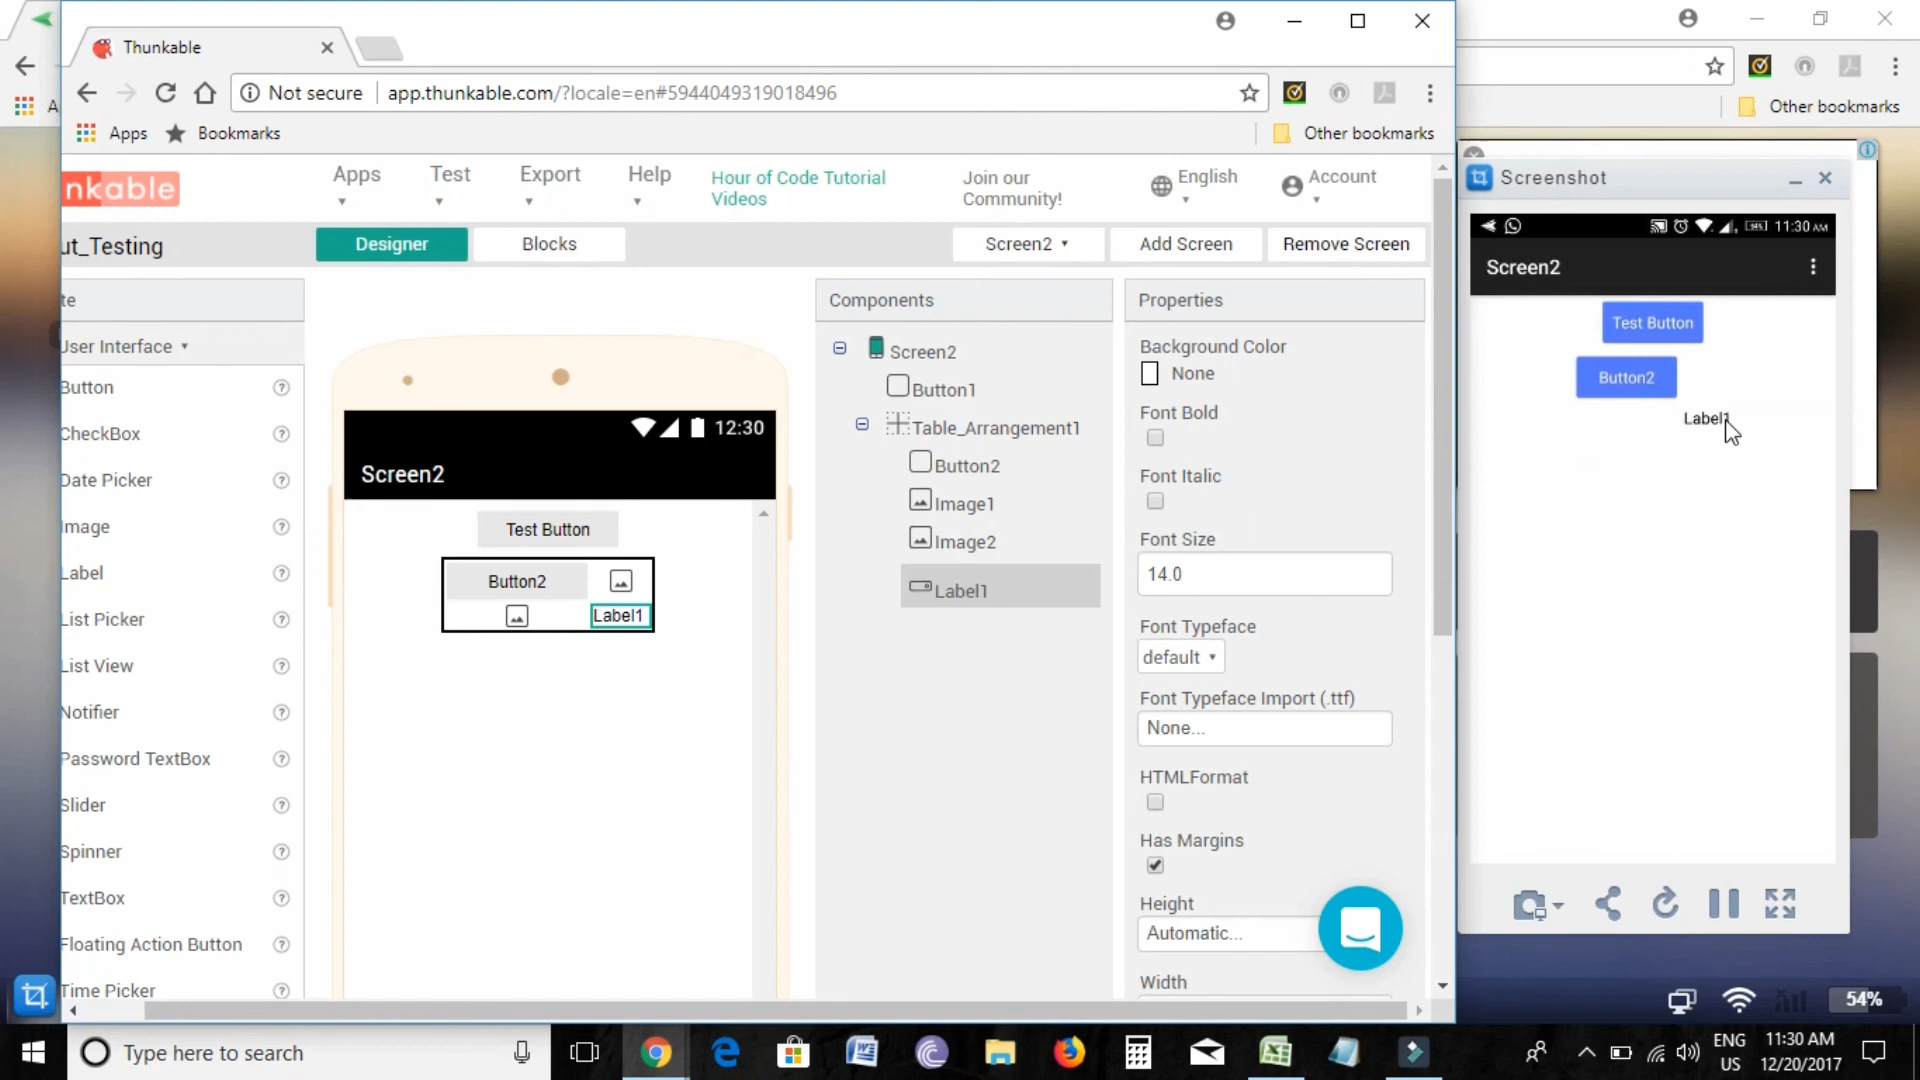 Thunkable
Not secure
app.thunkable.com/?locale=en#5944049319018496
Apps
Bookmarks
Other bookmarks
Other bookmarks
nkable
Apps
Test
Export
Help
Hour of Code Tutorial
Videos
Join our
Community!
English
Account
ut_Testing
Designer
Blocks
Screen2
Add Screen
Remove Screen
te
User Interface
Button
CheckBox
Date Picker
Image
Label
List Picker
List View
Notifier
Password TextBox
Slider
Spinner
TextBox
Floating Action Button
Time Picker
12:30
Screen2
Test Button
Button2
Label1
Components
Screen2
Button1
Table_Arrangement1
Button2
Image1
Image2
Label1
Properties
Background Color
None
Font Bold
Font Italic
Font Size
14.0
Font Typeface
default
Font Typeface Import (.ttf)
None...
HTMLFormat
Has Margins
Height
Automatic...
Width
Screenshot
11:30 AM
Screen2
Test Button
Button2
Label1
54%
Type here to search
ENG
US
11:30 AM
12/20/2017